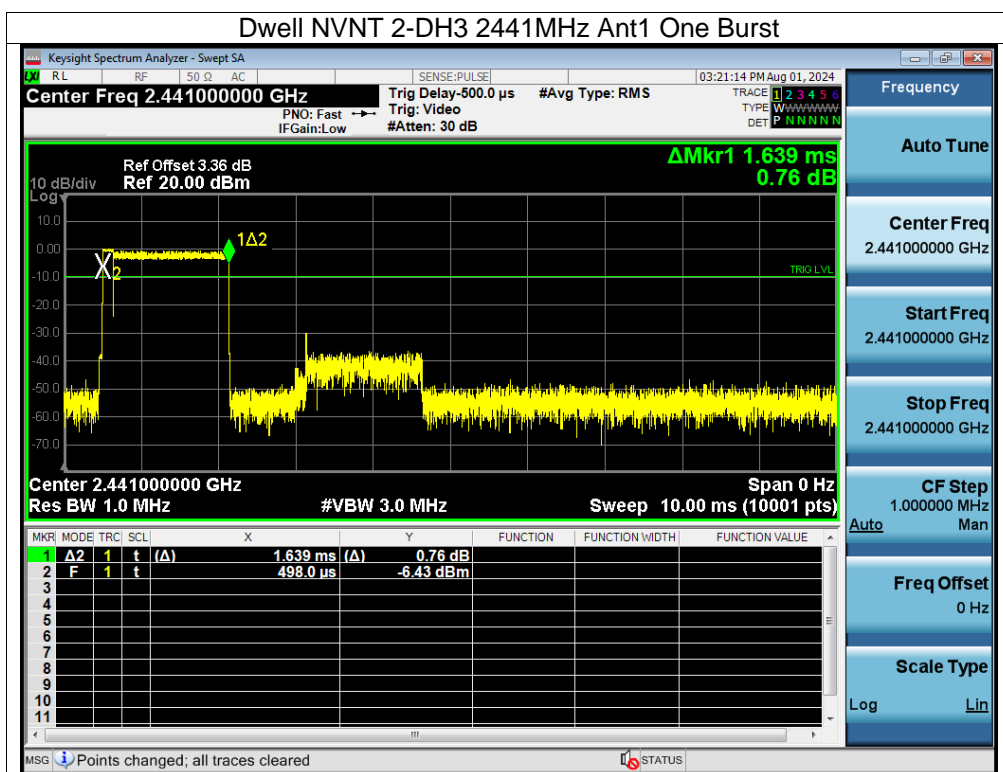 Dwell NVNT 2-DH3 2441MHz Ant1 One Burst
Keysight Spectrum Analyzer - Swept SA
LXI RL RF 50 Ω AC SENSE:PULSE 03:21:14 PM Aug 01, 2024
Center Freq 2.441000000 GHz
PNO: Fast
IFGain:Low
Trig Delay-500.0 µs
Trig: Video
#Atten: 30 dB
#Avg Type: RMS
TRACE 1 2 3 4 5 6
TYPE WWWWWWW
DET P N N N N N
ΔMkr1 1.639 ms
0.76 dB
Ref Offset 3.36 dB
10 dB/div Ref 20.00 dBm
Log
10.0
0.00
-10.0
-20.0
-30.0
-40.0
-50.0
-60.0
-70.0
1Δ2
2
TRIG LVL
Center 2.441000000 GHz Span 0 Hz
Res BW 1.0 MHz #VBW 3.0 MHz Sweep 10.00 ms (10001 pts)
MKR MODE TRC SCL X Y FUNCTION FUNCTION WIDTH FUNCTION VALUE
1 Δ2 1 t (Δ) 1.639 ms (Δ) 0.76 dB
2 F 1 t 498.0 µs -6.43 dBm
3
4
5
6
7
8
9
10
11
MSG Points changed; all traces cleared STATUS
Frequency
Auto Tune
Center Freq
2.441000000 GHz
Start Freq
2.441000000 GHz
Stop Freq
2.441000000 GHz
CF Step
1.000000 MHz
Auto Man
Freq Offset
0 Hz
Scale Type
Log Lin